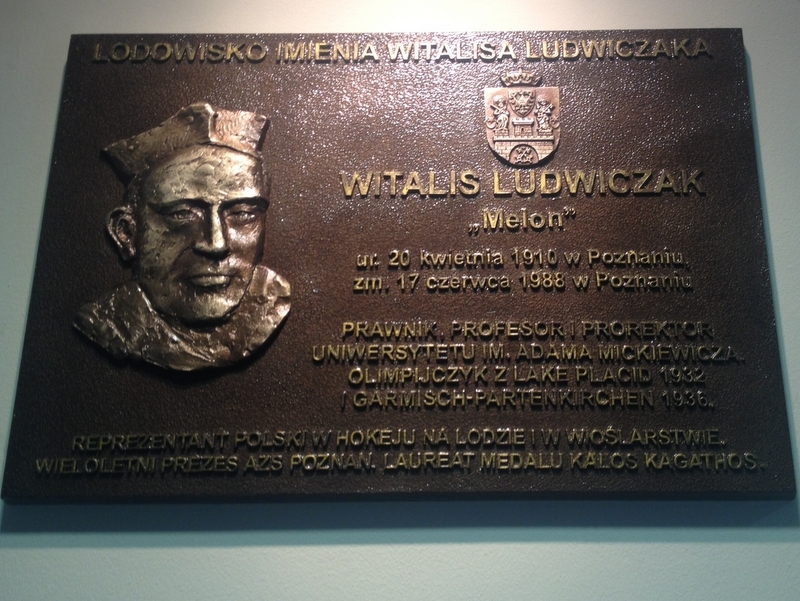 LODOWISKO IMIENIA WITALISA LUDWICZAKA
WITALIS LUDWICZAK
„Melon”
ur. 20 kwietnia 1910 w Poznaniu,
zm. 17 czerwca 1988 w Poznaniu
PRAWNIK, PROFESOR I PROREKTOR
UNIWERSYTETU IM. ADAMA MICKIEWICZA.
OLIMPIJCZYK Z LAKE PLACID 1932
I GARMISCH-PARTENKIRCHEN 1936.
REPREZENTANT POLSKI W HOKEJU NA LODZIE I W WIOŚLARSTWIE.
WIELOLETNI PREZES AZS POZNAŃ. LAUREAT MEDALU KALOS KAGATHOS.